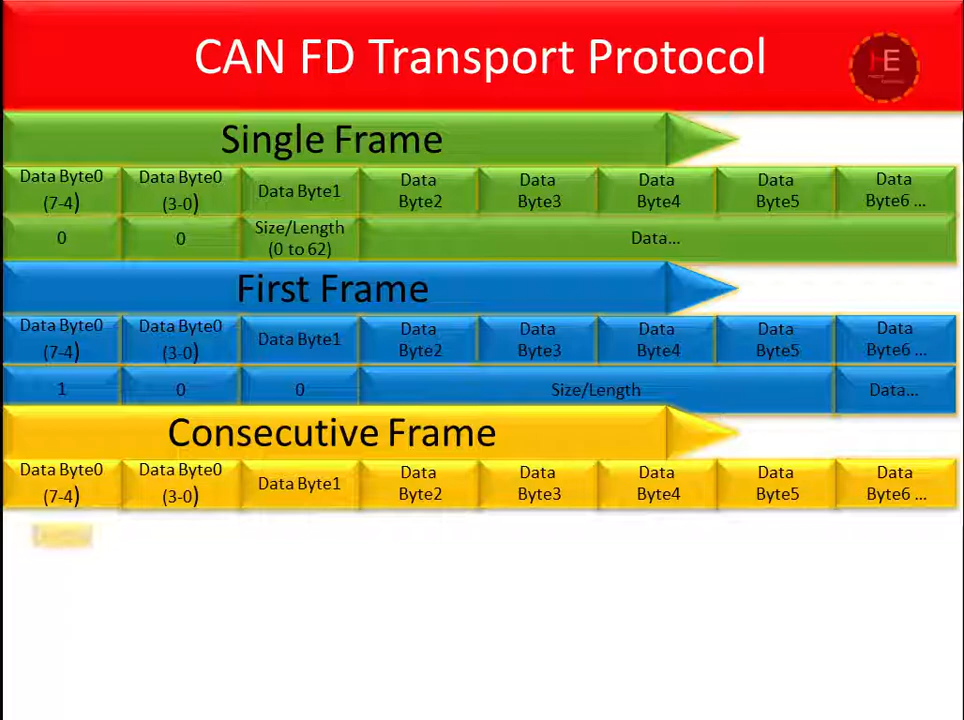 CAN FD Transport Protocol
E
Single Frame
Data Byte0 (7-4)
Data Byte0 (3-0)
Data Byte1
Data Byte2
Data Byte3
Data Byte4
Data Byte5
Data Byte6 ...
0
0
Size/Length (0 to 62)
Data...
First Frame
Data Byte0 (7-4)
Data Byte0 (3-0)
Data Byte1
Data Byte2
Data Byte3
Data Byte4
Data Byte5
Data Byte6 ...
1
0
0
Size/Length
Data...
Consecutive Frame
Data Byte0 (7-4)
Data Byte0 (3-0)
Data Byte1
Data Byte2
Data Byte3
Data Byte4
Data Byte5
Data Byte6 ...